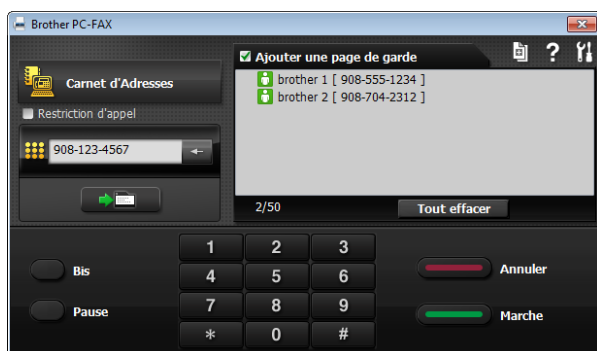 Brother PC-FAX
Ajouter une page de garde
?
Carnet d'Adresses
brother 1 [ 908-555-1234 ]
brother 2 [ 908-704-2312 ]
Restriction d'appel
908-123-4567
2/50
Tout effacer
1 2 3
Bis
4 5 6
Annuler
Pause
7 8 9
Marche
* 0 #